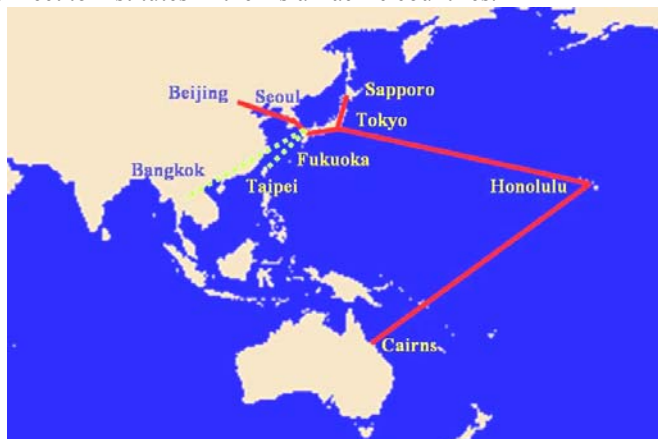 Beijing
Seoul
Sapporo
Tokyo
Bangkok
Fukuoka
Taipei
Honolulu
Cairns